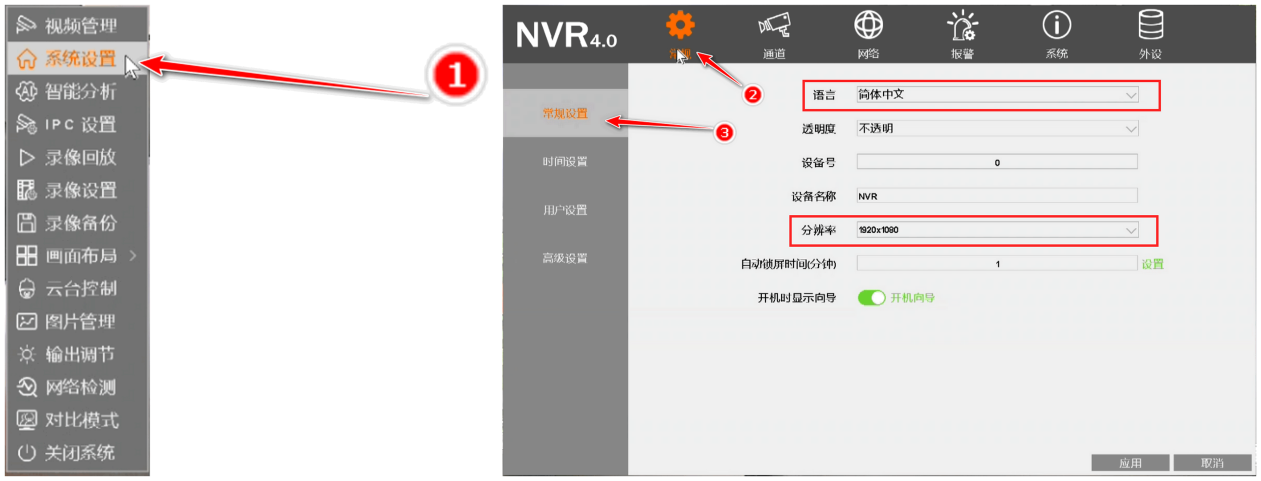 视频管理
系统设置
智能分析
IPC 设置
录像回放
录像设置
录像备份
画面布局 >
云台控制
图片管理
输出调节
网络检测
对比模式
关闭系统
1
NVR4.0
常规
通道
网络
报警
系统
外设
2
3
常规设置
时间设置
用户设置
高级设置
语言 简体中文
透明度 不透明
设备号 0
设备名称 NVR
分辨率 1920x1080
自动锁屏时间(分钟) 1 设置
开机时显示向导 开机向导
应用 取消